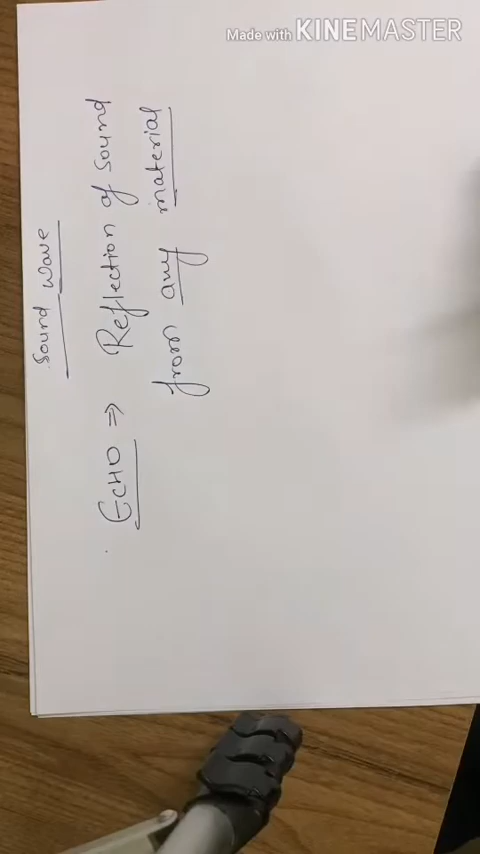 Made with KINEMASTER
Sound wave
ECHO ⇒ Reflection of sound
from any material